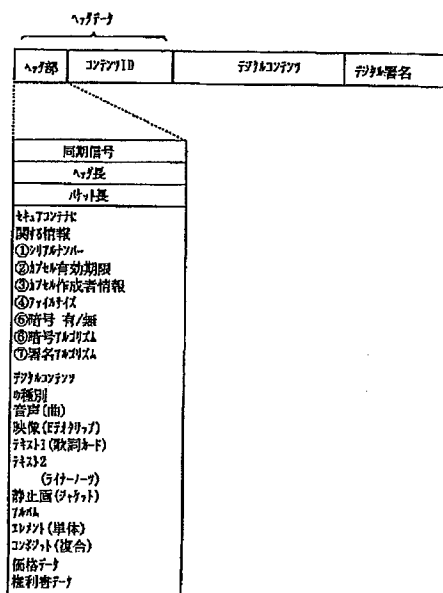 ヘッダデータ
ヘッダ部
コンテンツID
デジタルコンテンツ
デジタル署名
同期信号
ヘッダ長
パケット長
セキュアコンテナに
関する情報
①シリアルナンバー
②カプセル有効期限
③カプセル作成者情報
④ファイルサイズ
⑤暗号 有/無
⑥暗号アルゴリズム
⑦署名アルゴリズム
デジタルコンテンツ
の種別
音声(曲)
映像(ビデオクリップ)
テキスト1(歌詞カード)
テキスト2
(ライナーノーツ)
静止画(ジャケット)
アルバム
エレメント(単体)
コンポジット(複合)
価格データ
権利者データ